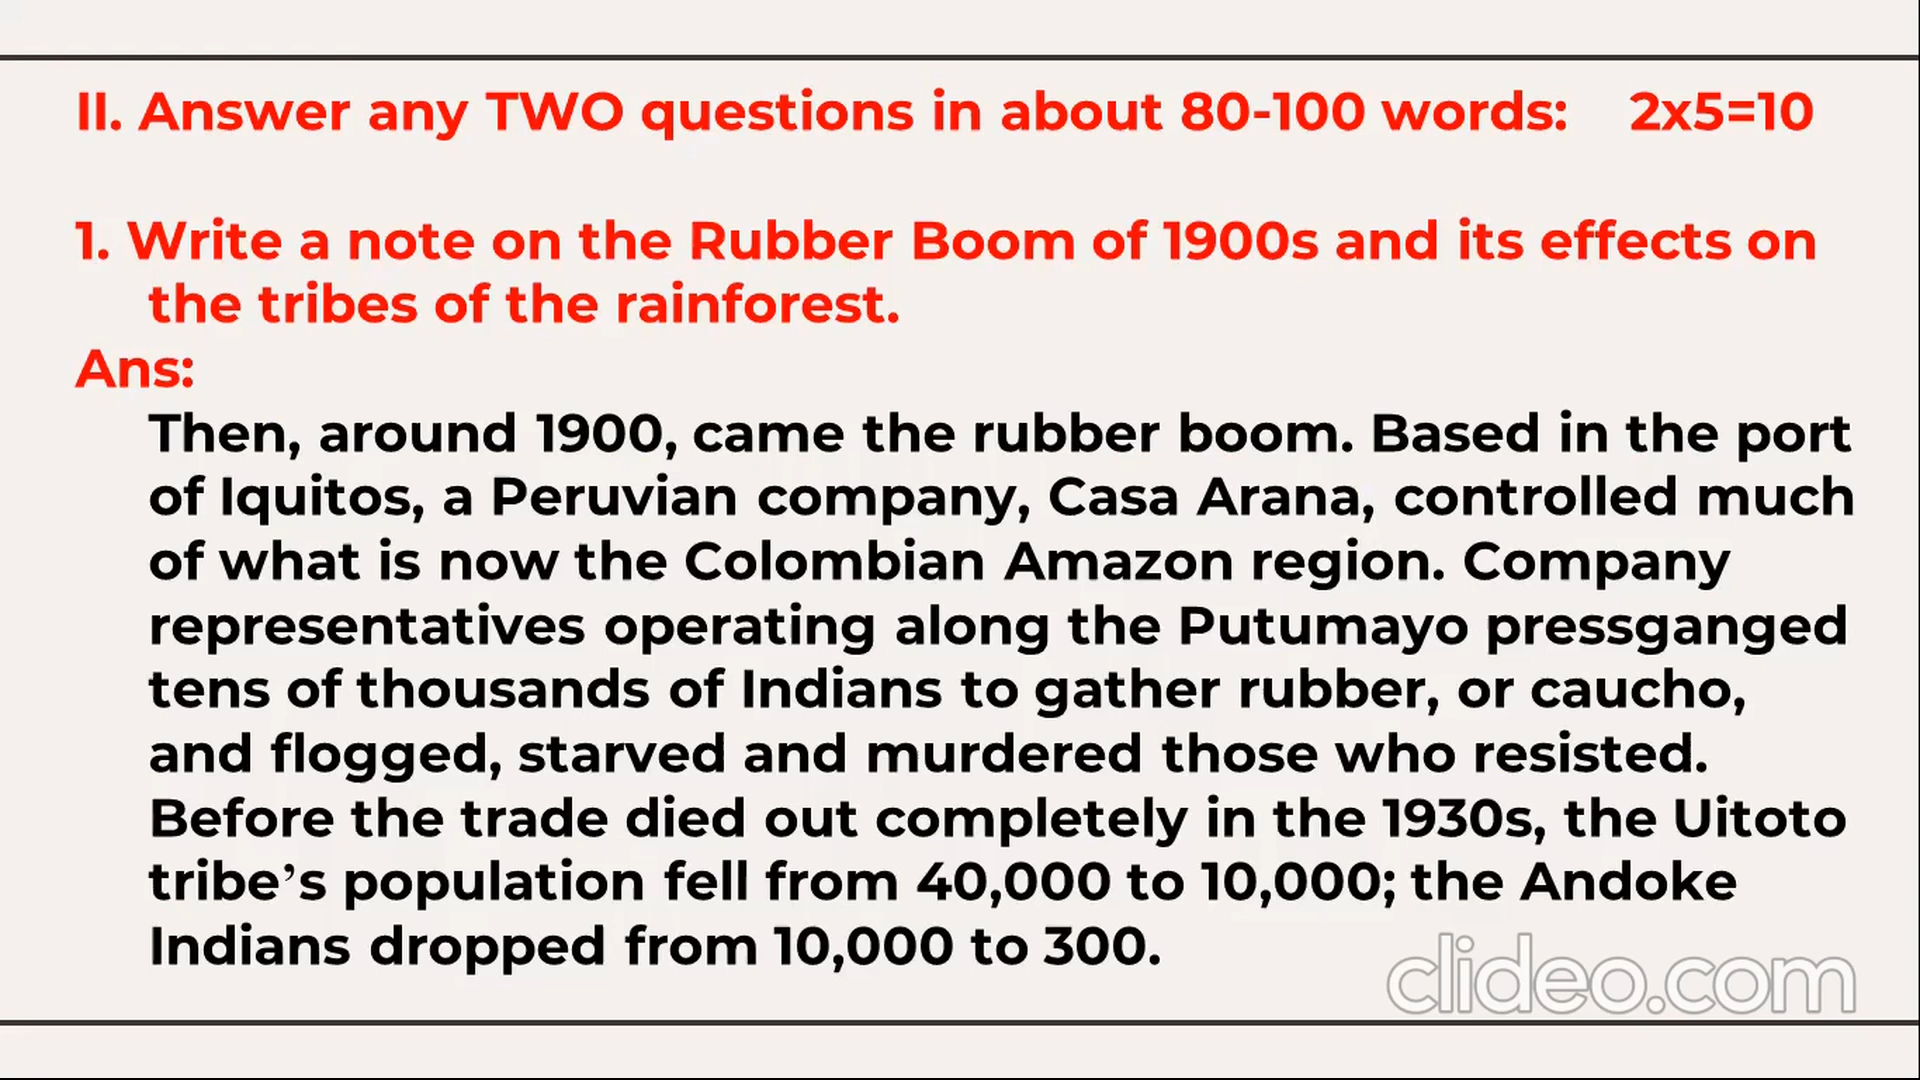 II. Answer any TWO questions in about 80-100 words: 2x5=10
1. Write a note on the Rubber Boom of 1900s and its effects on
the tribes of the rainforest.
Ans:
Then, around 1900, came the rubber boom. Based in the port
of Iquitos, a Peruvian company, Casa Arana, controlled much
of what is now the Colombian Amazon region. Company
representatives operating along the Putumayo pressganged
tens of thousands of Indians to gather rubber, or caucho,
and flogged, starved and murdered those who resisted.
Before the trade died out completely in the 1930s, the Uitoto
tribe’s population fell from 40,000 to 10,000; the Andoke
Indians dropped from 10,000 to 300.
clideo.com